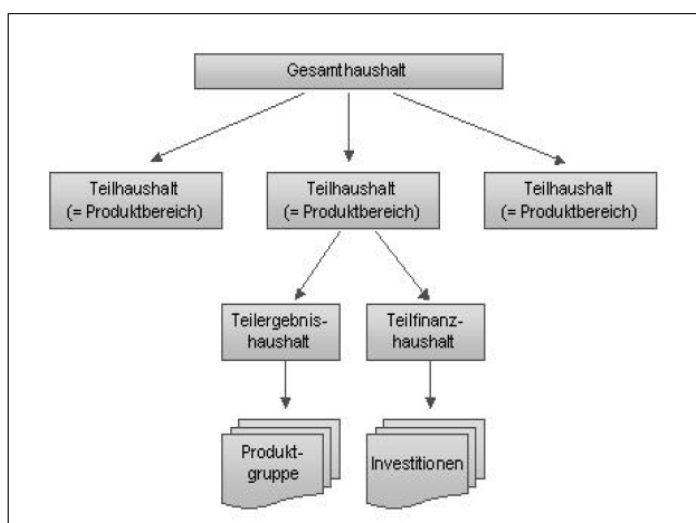 Gesamthaushalt
Teilhaushalt
(= Produktbereich)
Teilhaushalt
(= Produktbereich)
Teilhaushalt
(= Produktbereich)
Teilergebnis-
haushalt
Teilfinanz-
haushalt
Produkt-
gruppe
Investitionen